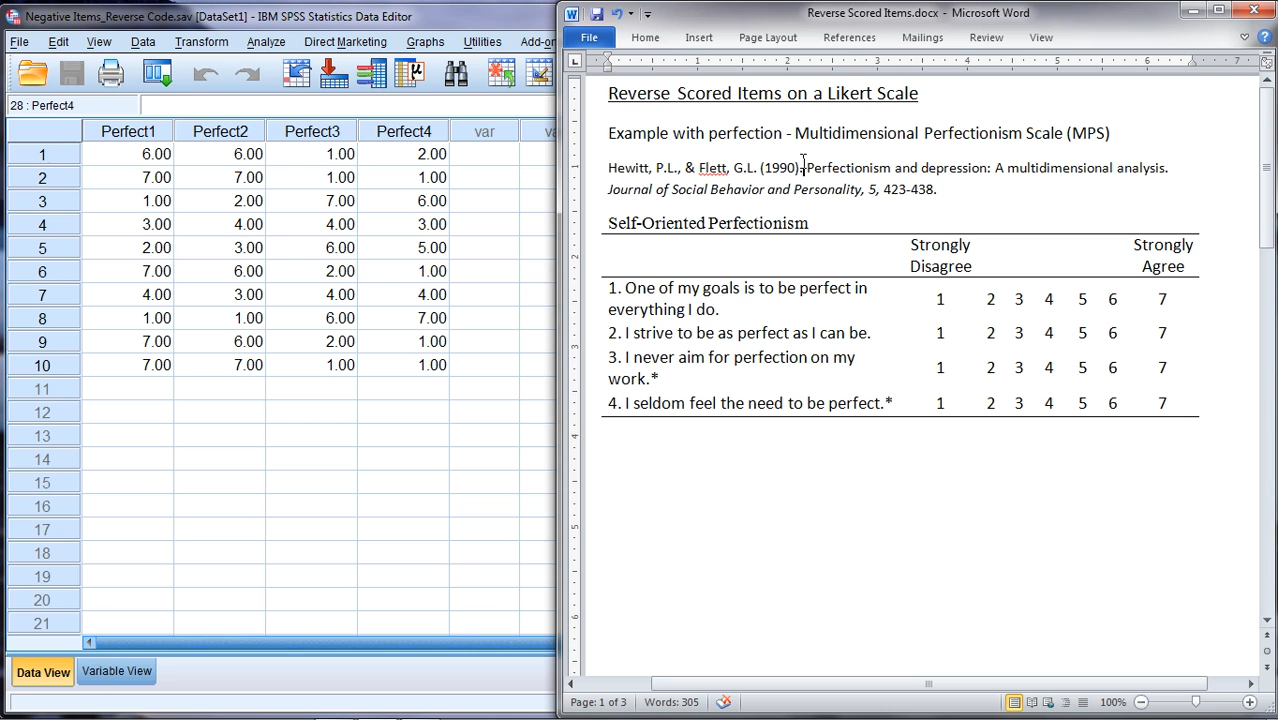 Negative Items_Reverse Code.sav [DataSet1] - IBM SPSS Statistics Data Editor
File Edit View Data Transform Analyze Direct Marketing Graphs Utilities Add-on
28 : Perfect4
Perfect1 Perfect2 Perfect3 Perfect4 var va
1 6.00 6.00 1.00 2.00
2 7.00 7.00 1.00 1.00
3 1.00 2.00 7.00 6.00
4 3.00 4.00 4.00 3.00
5 2.00 3.00 6.00 5.00
6 7.00 6.00 2.00 1.00
7 4.00 3.00 4.00 4.00
8 1.00 1.00 6.00 7.00
9 7.00 6.00 2.00 1.00
10 7.00 7.00 1.00 1.00
11
12
13
14
15
16
17
18
19
20
21
Data View Variable View
Reverse Scored Items.docx - Microsoft Word
File Home Insert Page Layout References Mailings Review View
1 2 3 4 5 6
Reverse Scored Items on a Likert Scale
Example with perfection - Multidimensional Perfectionism Scale (MPS)
Hewitt, P.L., & Flett, G.L. (1990). Perfectionism and depression: A multidimensional analysis.
Journal of Social Behavior and Personality, 5, 423-438.
Self-Oriented Perfectionism
Strongly Strongly
Disagree Agree
1. One of my goals is to be perfect in
everything I do. 1 2 3 4 5 6 7
2. I strive to be as perfect as I can be. 1 2 3 4 5 6 7
3. I never aim for perfection on my
work.* 1 2 3 4 5 6 7
4. I seldom feel the need to be perfect.* 1 2 3 4 5 6 7
Page: 1 of 3 Words: 305 100%